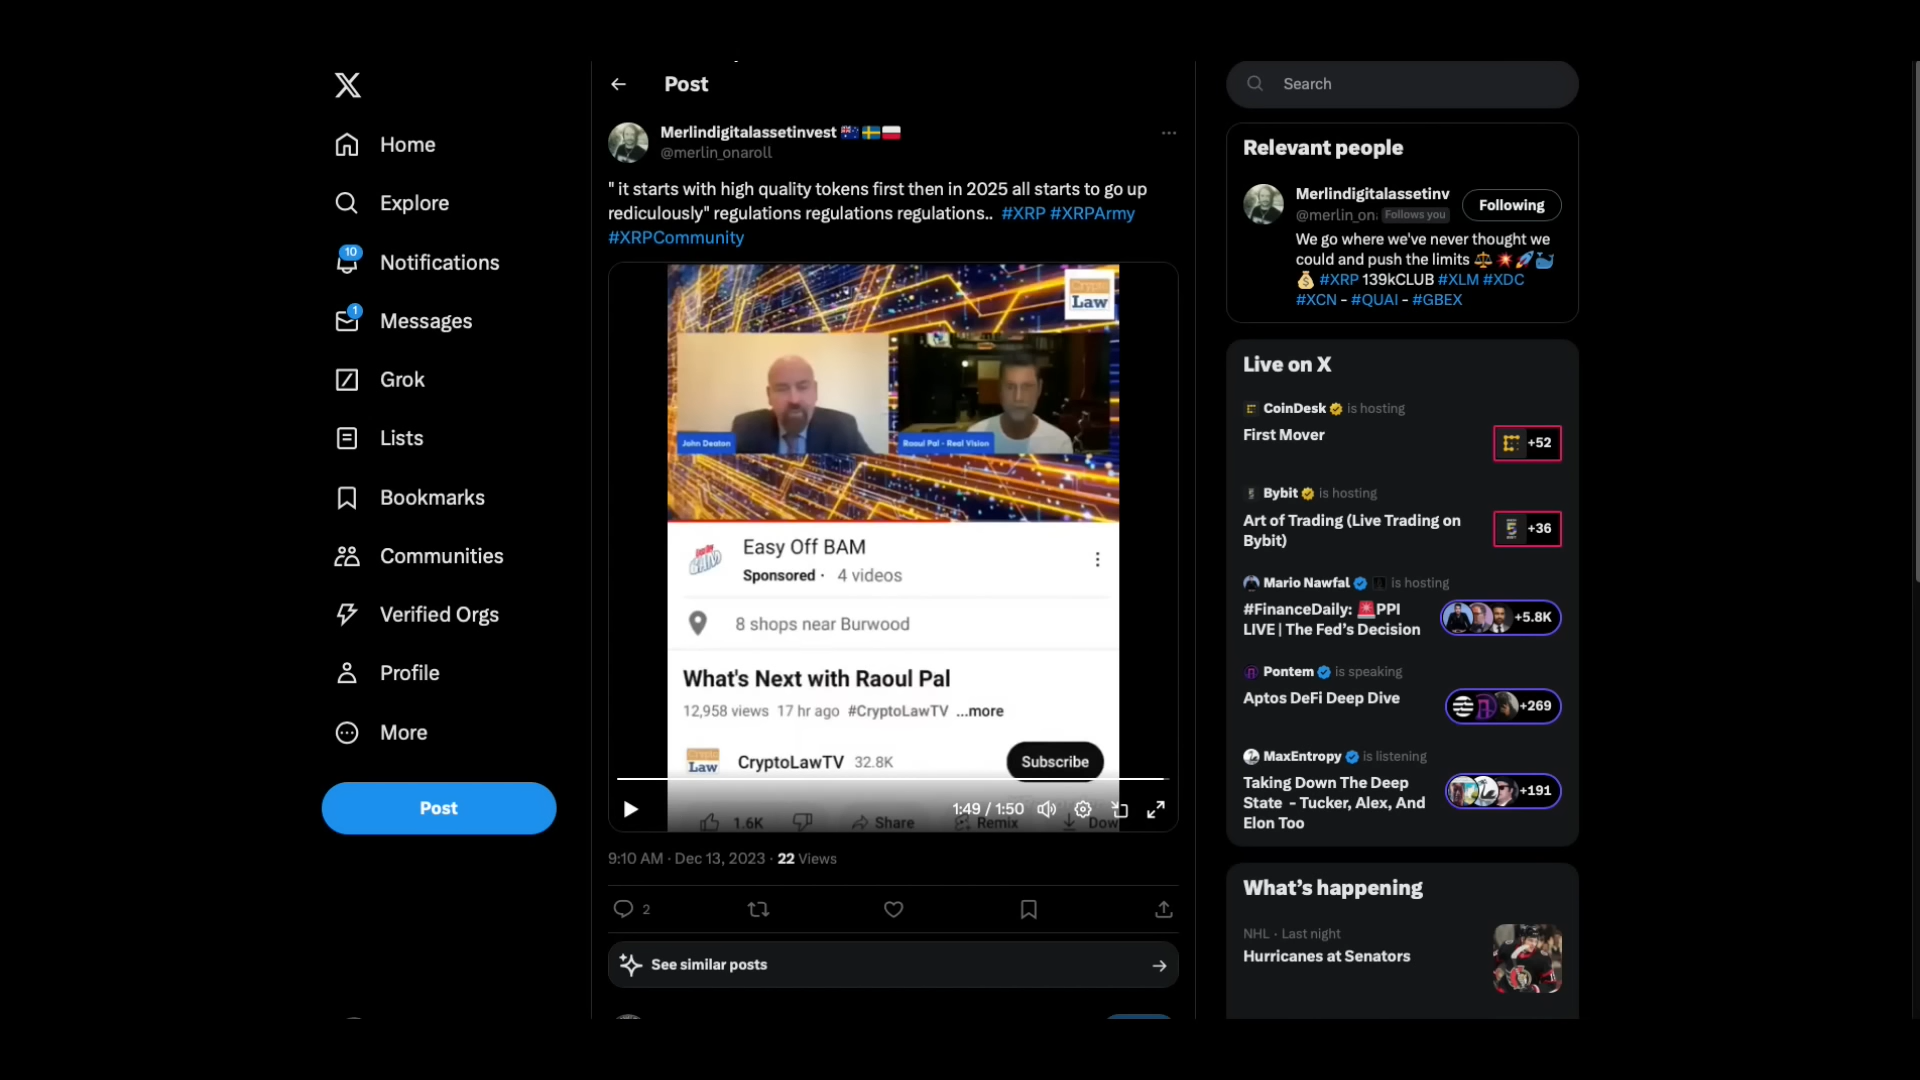 Home
Explore
10
Notifications
1
Messages
Grok
Lists
Bookmarks
Communities
Verified Orgs
Profile
More
Post
Post
Merlindigitalassetinvest
@merlin_onaroll
" it starts with high quality tokens first then in 2025 all starts to go up
rediculously" regulations regulations regulations.. #XRP #XRPArmy
#XRPCommunity
Crypto
Law
John Deaton
Raoul Pal - Real Vision
Easy Off BAM
Sponsored · 4 videos
8 shops near Burwood
What's Next with Raoul Pal
12,958 views 17 hr ago #CryptoLawTV ...more
Crypto
Law
CryptoLawTV 32.8K
Subscribe
1:49 / 1:50
1.6K
Share
Remix
Dow
9:10 AM · Dec 13, 2023 · 22 Views
2
See similar posts
Search
Relevant people
Merlindigitalassetinv
@merlin_on
Follows you
Following
We go where we've never thought we
could and push the limits
#XRP 139kCLUB #XLM #XDC
#XCN - #QUAI - #GBEX
Live on X
CoinDesk is hosting
First Mover
+52
Bybit is hosting
Art of Trading (Live Trading on
Bybit)
+36
Mario Nawfal is hosting
#FinanceDaily: PPI
LIVE | The Fed's Decision
+5.8K
Pontem is speaking
Aptos DeFi Deep Dive
+269
MaxEntropy is listening
Taking Down The Deep
State - Tucker, Alex, And
Elon Too
+191
What's happening
NHL · Last night
Hurricanes at Senators